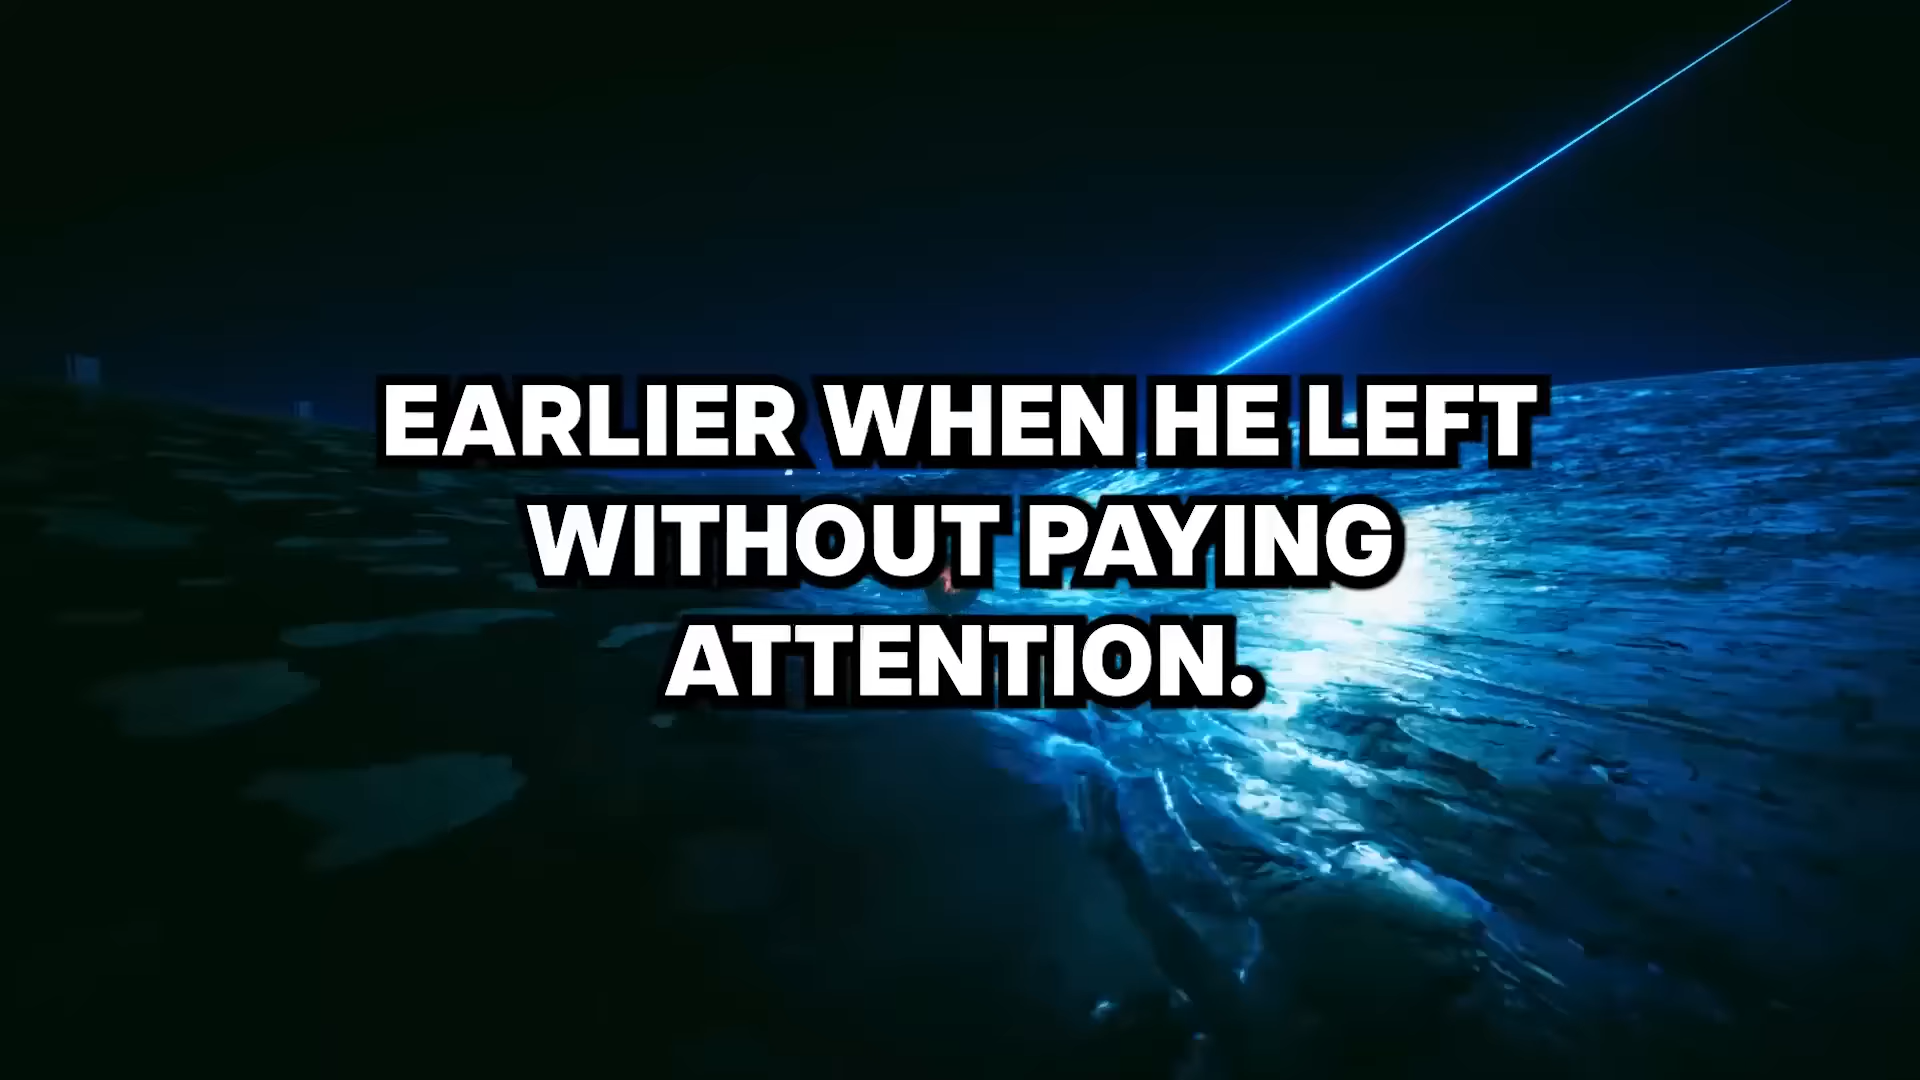 EARLIER WHEN HE LEFT
WITHOUT PAYING
ATTENTION.